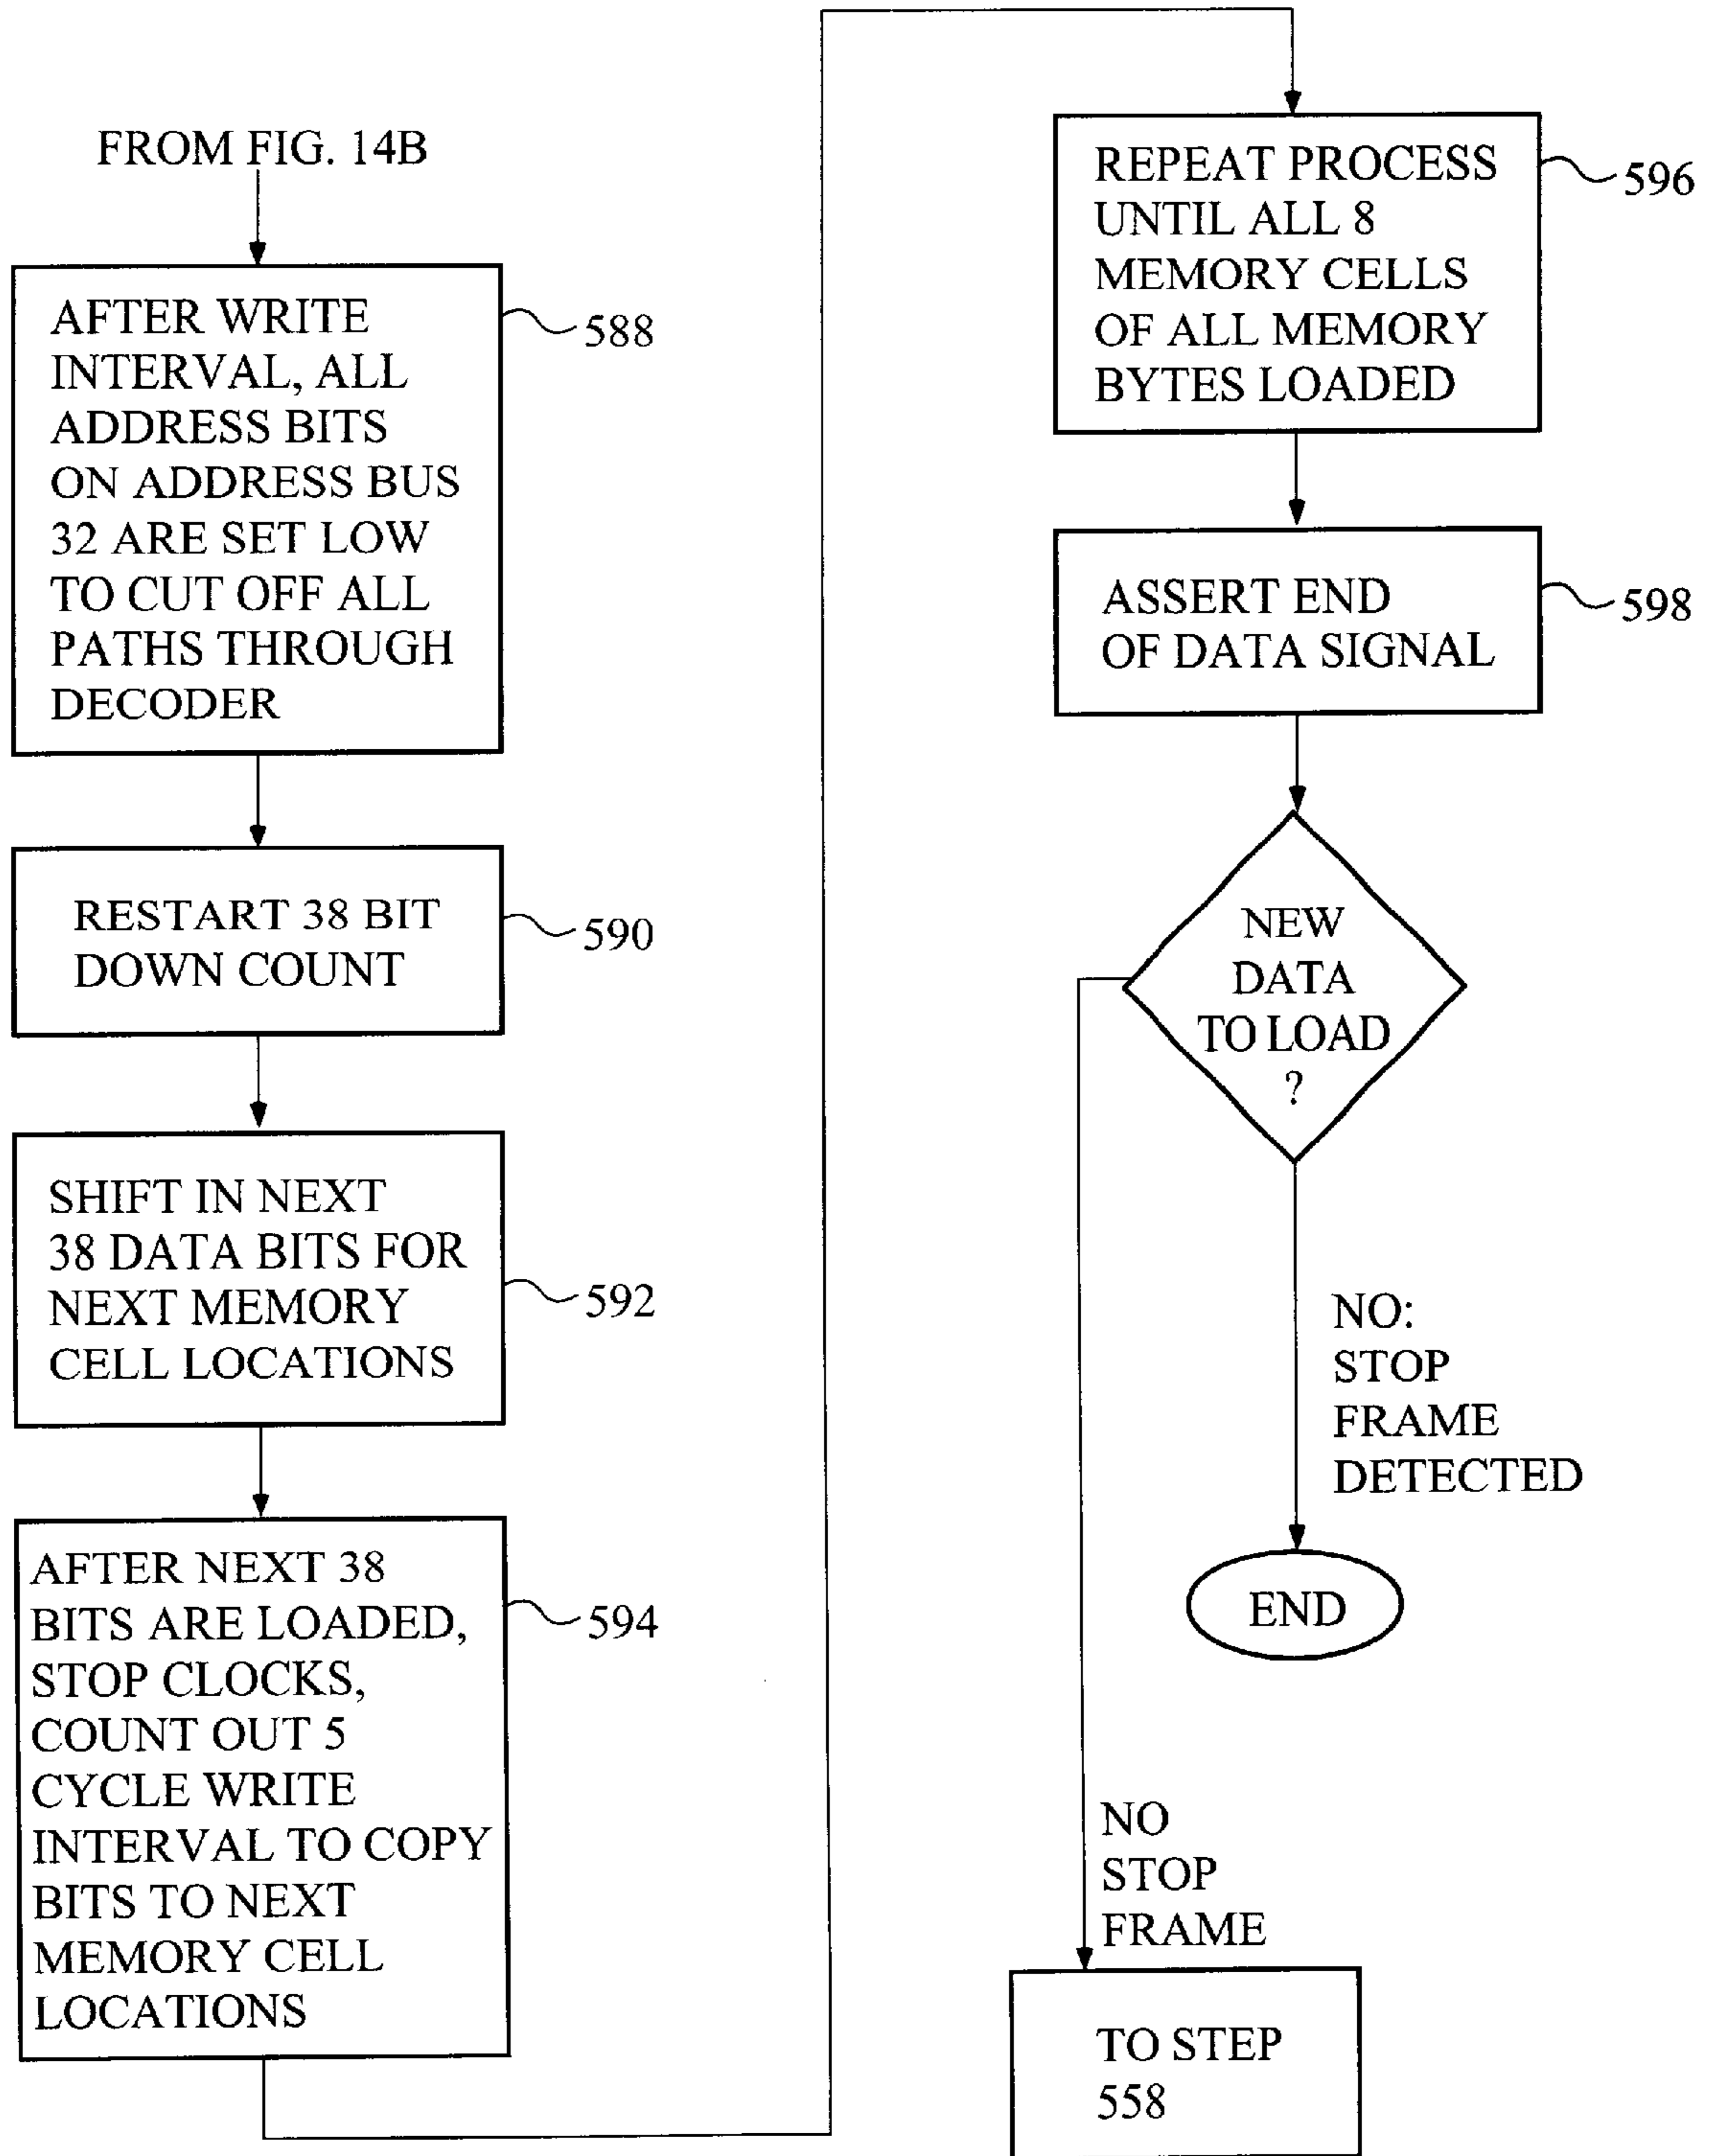 FROM FIG. 14B
AFTER WRITE
INTERVAL, ALL
ADDRESS BITS
ON ADDRESS BUS
32 ARE SET LOW
TO CUT OFF ALL
PATHS THROUGH
DECODER
588
RESTART 38 BIT
DOWN COUNT
590
SHIFT IN NEXT
38 DATA BITS FOR
NEXT MEMORY
CELL LOCATIONS
592
AFTER NEXT 38
BITS ARE LOADED,
STOP CLOCKS,
COUNT OUT 5
CYCLE WRITE
INTERVAL TO COPY
BITS TO NEXT
MEMORY CELL
LOCATIONS
594
REPEAT PROCESS
UNTIL ALL 8
MEMORY CELLS
OF ALL MEMORY
BYTES LOADED
596
ASSERT END
OF DATA SIGNAL
598
NEW
DATA
TO LOAD
?
NO:
STOP
FRAME
DETECTED
END
NO
STOP
FRAME
TO STEP
558